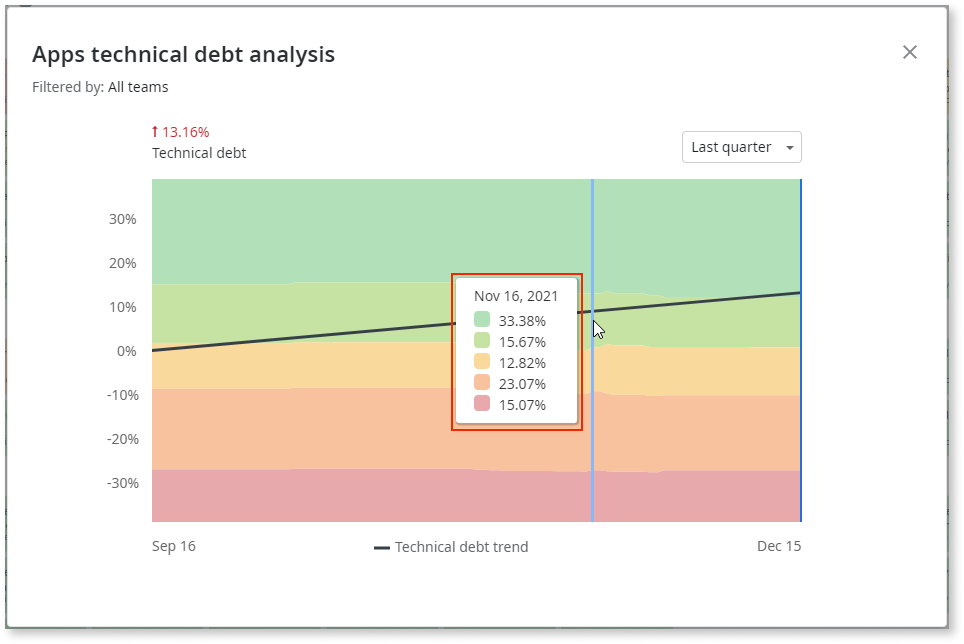 Apps technical debt analysis
Filtered by: All teams
↑ 13.16%
Technical debt
Last quarter
30%
20%
10%
0%
-10%
-20%
-30%
Nov 16, 2021
33.38%
15.67%
12.82%
23.07%
15.07%
Sep 16
Technical debt trend
Dec 15